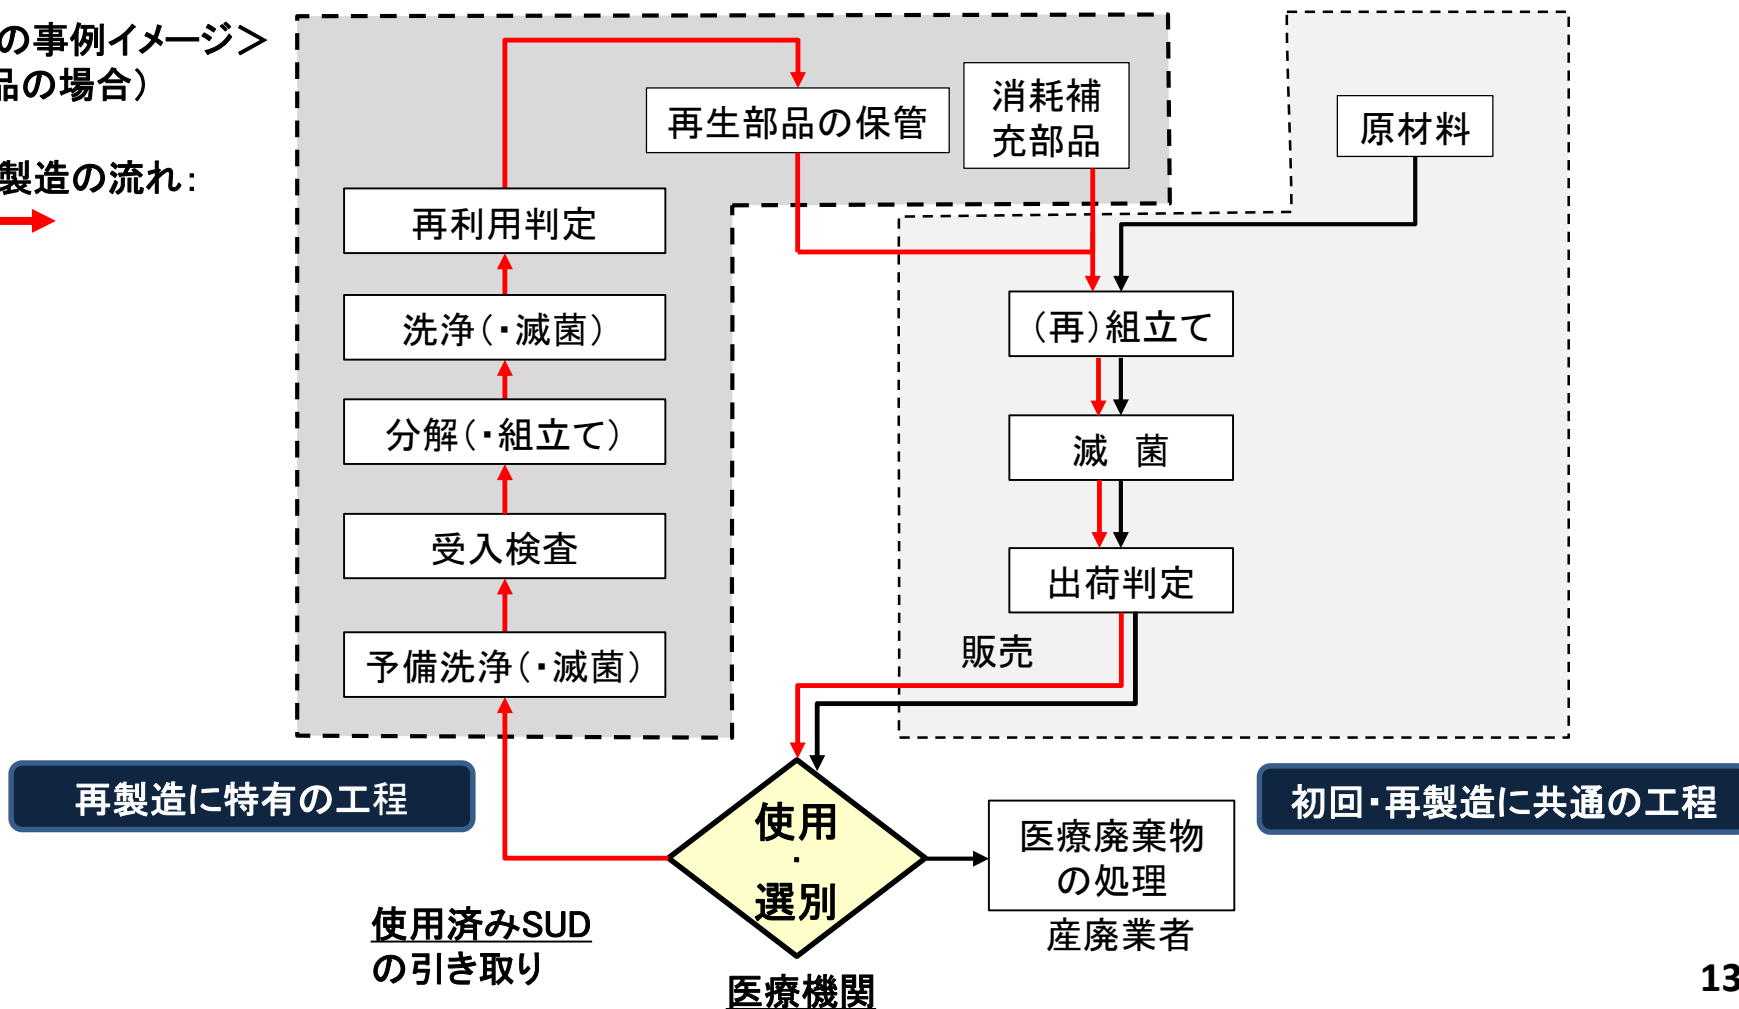 の事例イメージ＞
品の場合）
製造の流れ：
再生部品の保管
消耗補
充部品
原材料
再利用判定
洗浄（・滅菌）
分解（・組立て）
受入検査
予備洗浄（・滅菌）
（再）組立て
滅　菌
出荷判定
販売
再製造に特有の工程
初回・再製造に共通の工程
使用
・
選別
医療廃棄物
の処理
産廃業者
使用済みSUD
の引き取り
医療機関
13